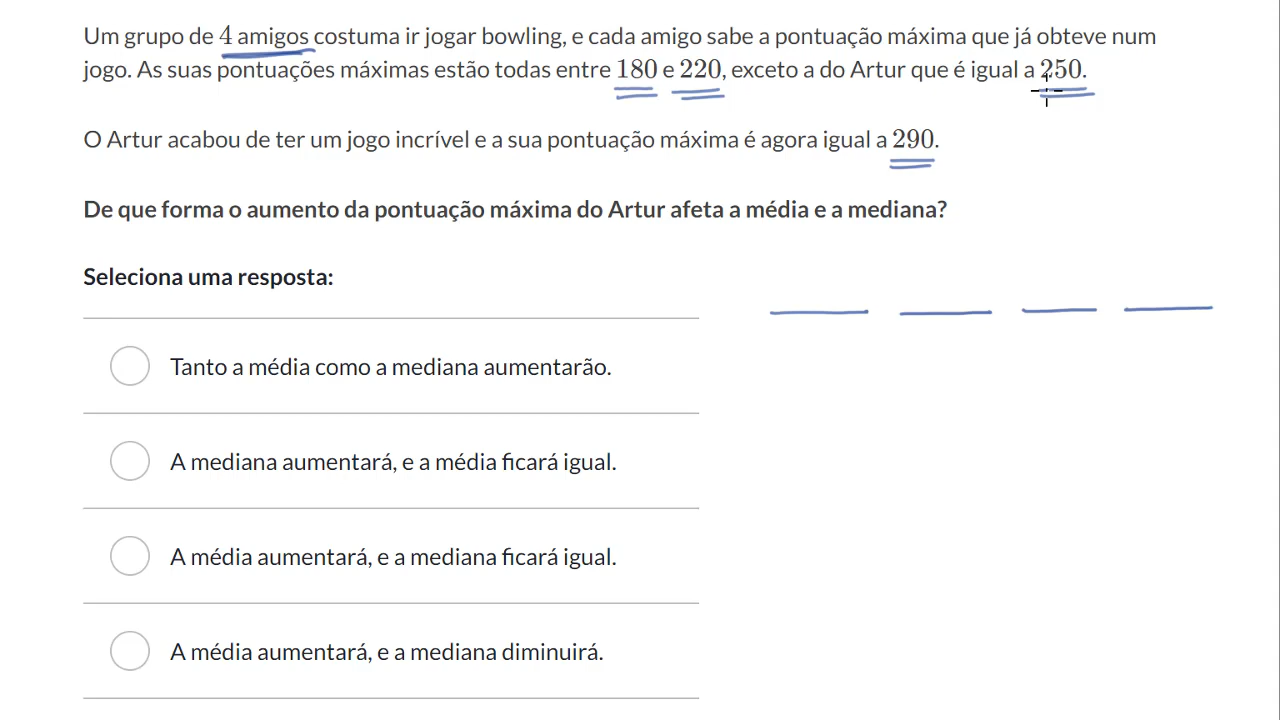 Um grupo de 4 amigos costuma ir jogar bowling, e cada amigo sabe a pontuação máxima que já obteve num
jogo. As suas pontuações máximas estão todas entre 180 e 220, exceto a do Artur que é igual a 250.
O Artur acabou de ter um jogo incrível e a sua pontuação máxima é agora igual a 290.
De que forma o aumento da pontuação máxima do Artur afeta a média e a mediana?
Seleciona uma resposta:
Tanto a média como a mediana aumentarão.
A mediana aumentará, e a média ficará igual.
A média aumentará, e a mediana ficará igual.
A média aumentará, e a mediana diminuirá.